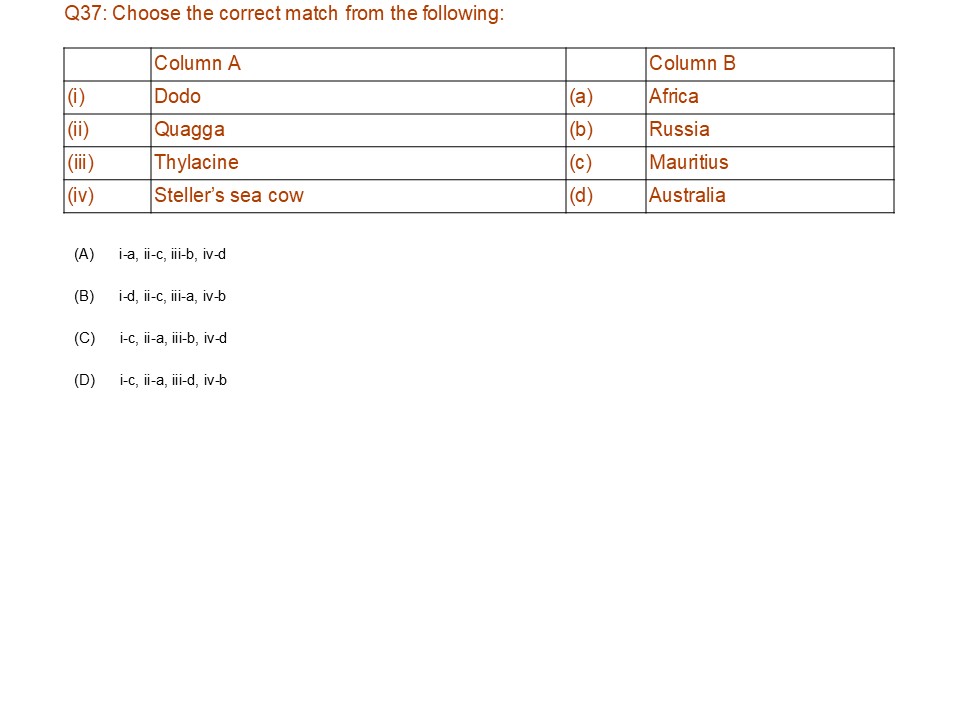 Q37: Choose the correct match from the following:
Column A Column B
(i) Dodo (a) Africa
(ii) Quagga (b) Russia
(iii) Thylacine (c) Mauritius
(iv) Steller’s sea cow (d) Australia
(A) i-a, ii-c, iii-b, iv-d
(B) i-d, ii-c, iii-a, iv-b
(C) i-c, ii-a, iii-b, iv-d
(D) i-c, ii-a, iii-d, iv-b